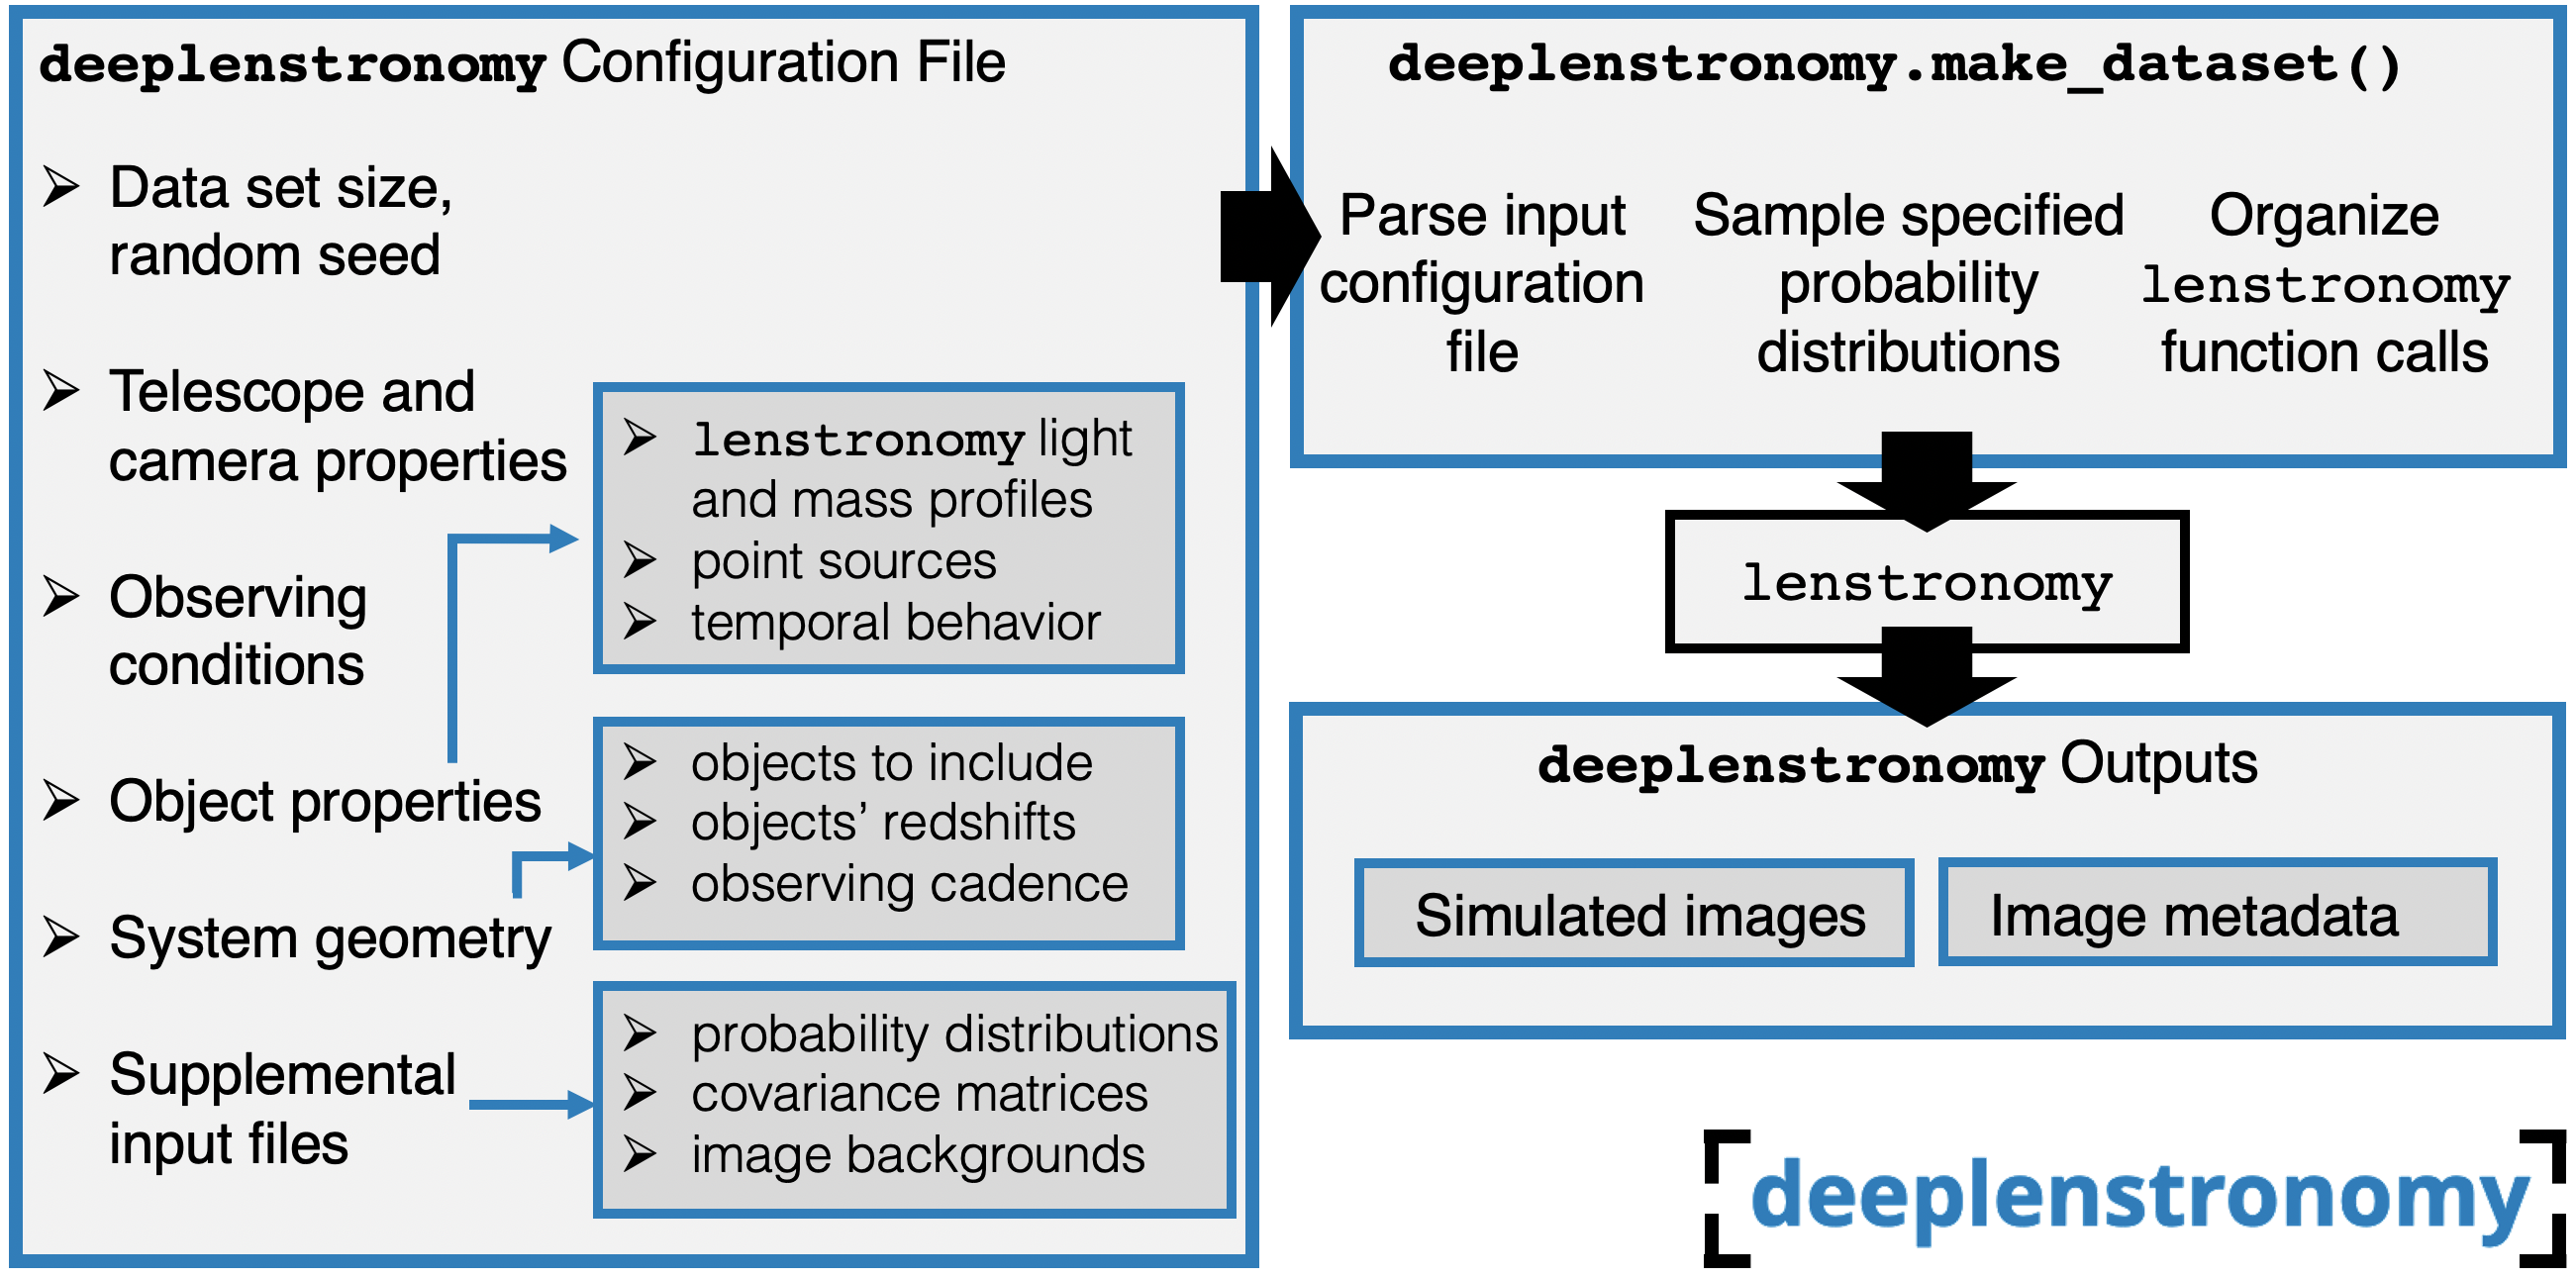 deeplenstronomy Configuration File
Data set size,
random seed
Telescope and
camera properties
Observing
conditions
Object properties
System geometry
Supplemental
input files
lenstronomy light
and mass profiles
point sources
temporal behavior
objects to include
objects’ redshifts
observing cadence
probability distributions
covariance matrices
image backgrounds
deeplenstronomy.make_dataset()
Parse input
configuration
file
Sample specified
probability
distributions
Organize
lenstronomy
function calls
lenstronomy
deeplenstronomy Outputs
Simulated images
Image metadata
deeplenstronomy